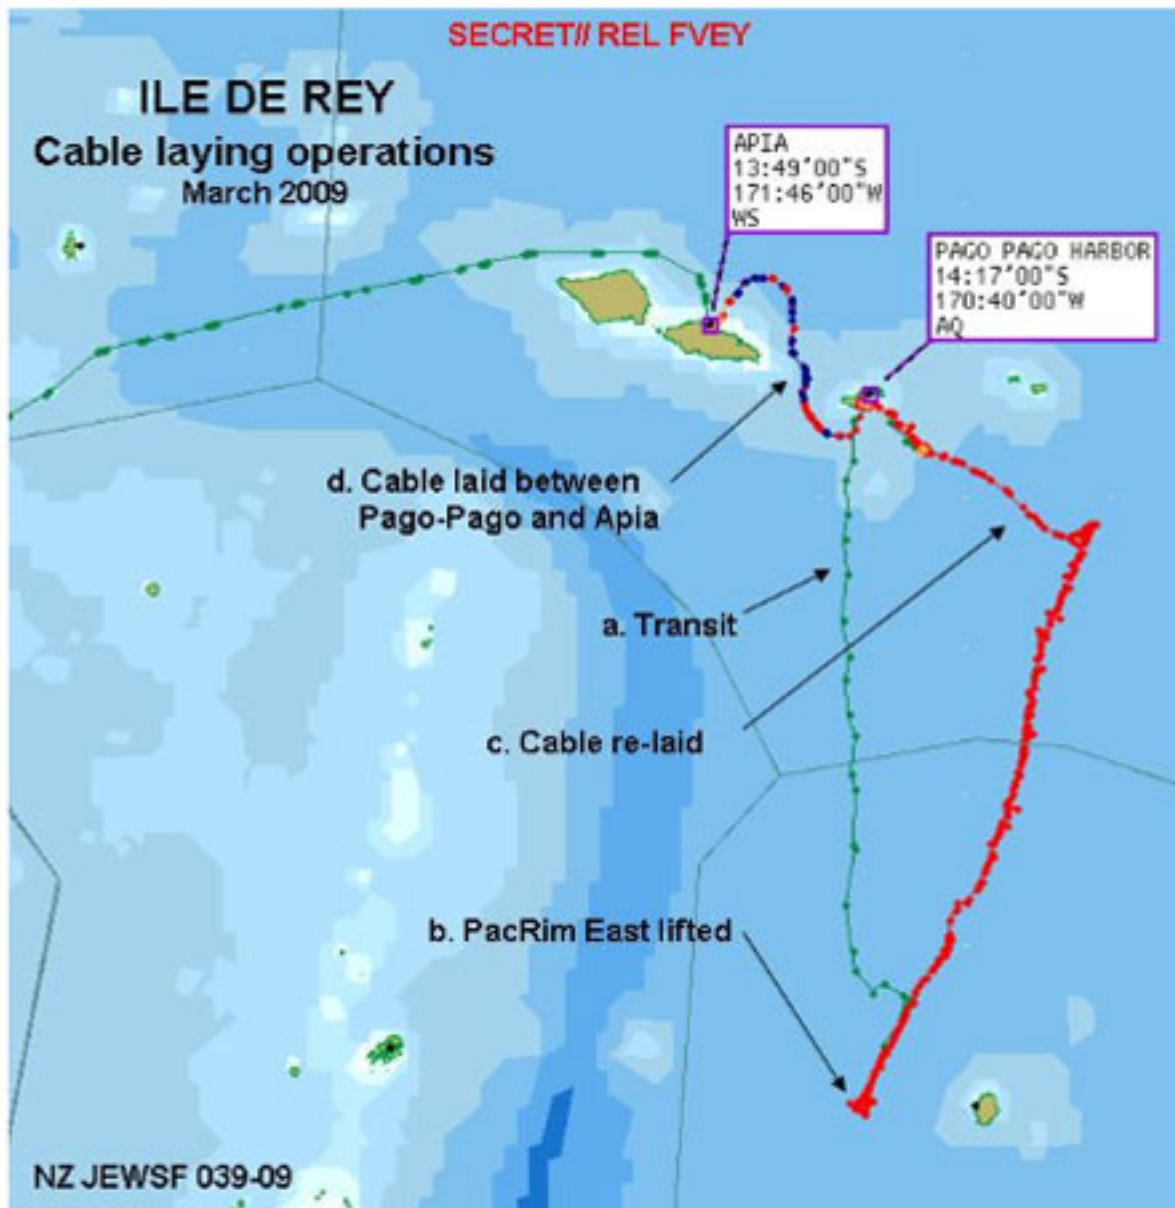 SECRET// REL FVEY
ILE DE REY
Cable laying operations
March 2009
APIA
13:49'00"S
171:46'00"W
WS
PAGO PAGO HARBOR
14:17'00"S
170:40'00"W
AQ
d. Cable laid between
Pago-Pago and Apia
a. Transit
c. Cable re-laid
b. PacRim East lifted
NZ JEWSF 039-09